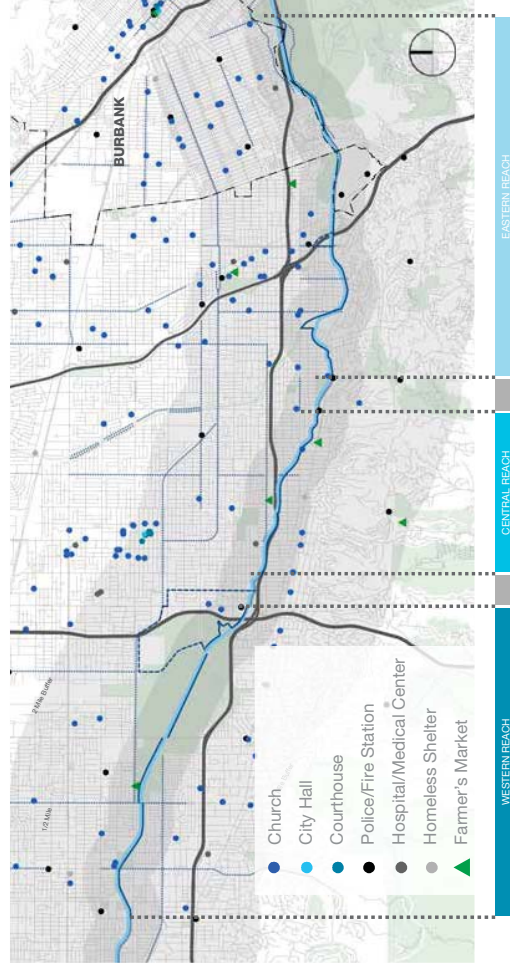 BURBANK
2 Mile Buffer
1/2 Mile
Church
City Hall
Courthouse
Police/Fire Station
Hospital/Medical Center
Homeless Shelter
Farmer's Market
WESTERN REACH
CENTRAL REACH
EASTERN REACH